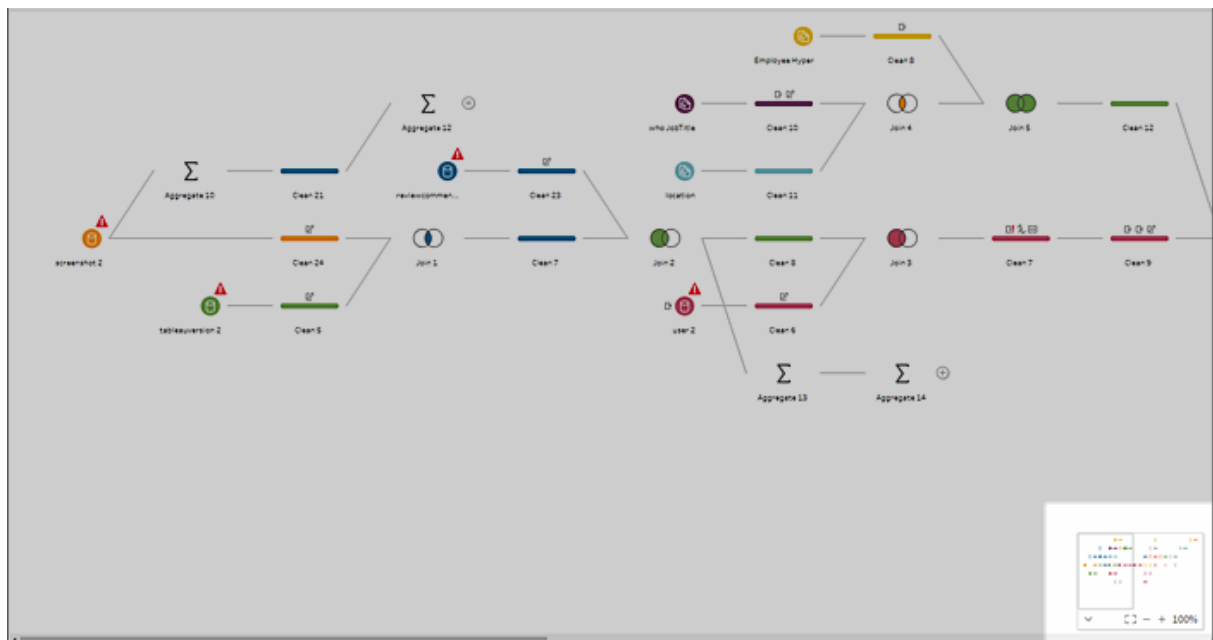 Employee Hyper
Clean 8
who JobTitle
Clean 10
Join 4
Join 5
Clean 12
Aggregate 12
Aggregate 10
Clean 21
reviewcommen...
Clean 23
location
Clean 11
screenshot 2
Clean 24
Join 1
Clean 7
Join 2
Clean 8
Join 3
Clean 7
Clean 9
tableauversion 2
Clean 5
user 2
Clean 6
Aggregate 13
Aggregate 14
100%